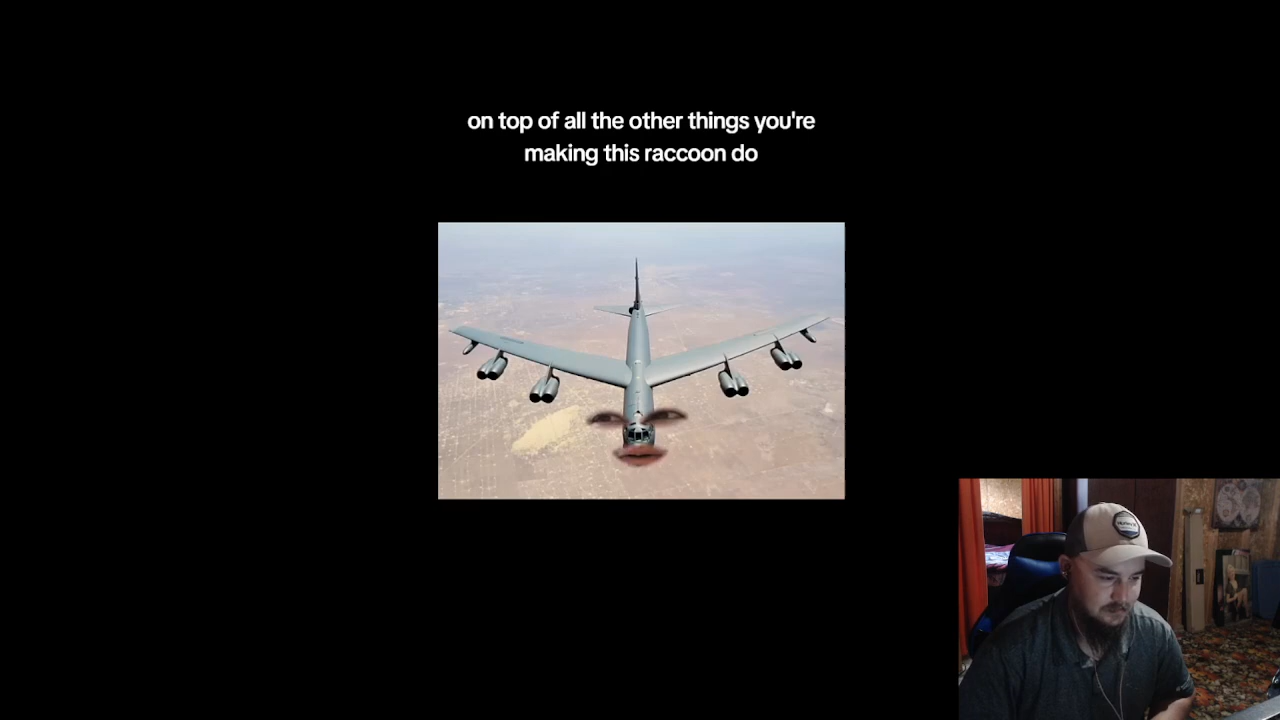 on top of all the other things you're
making this raccoon do